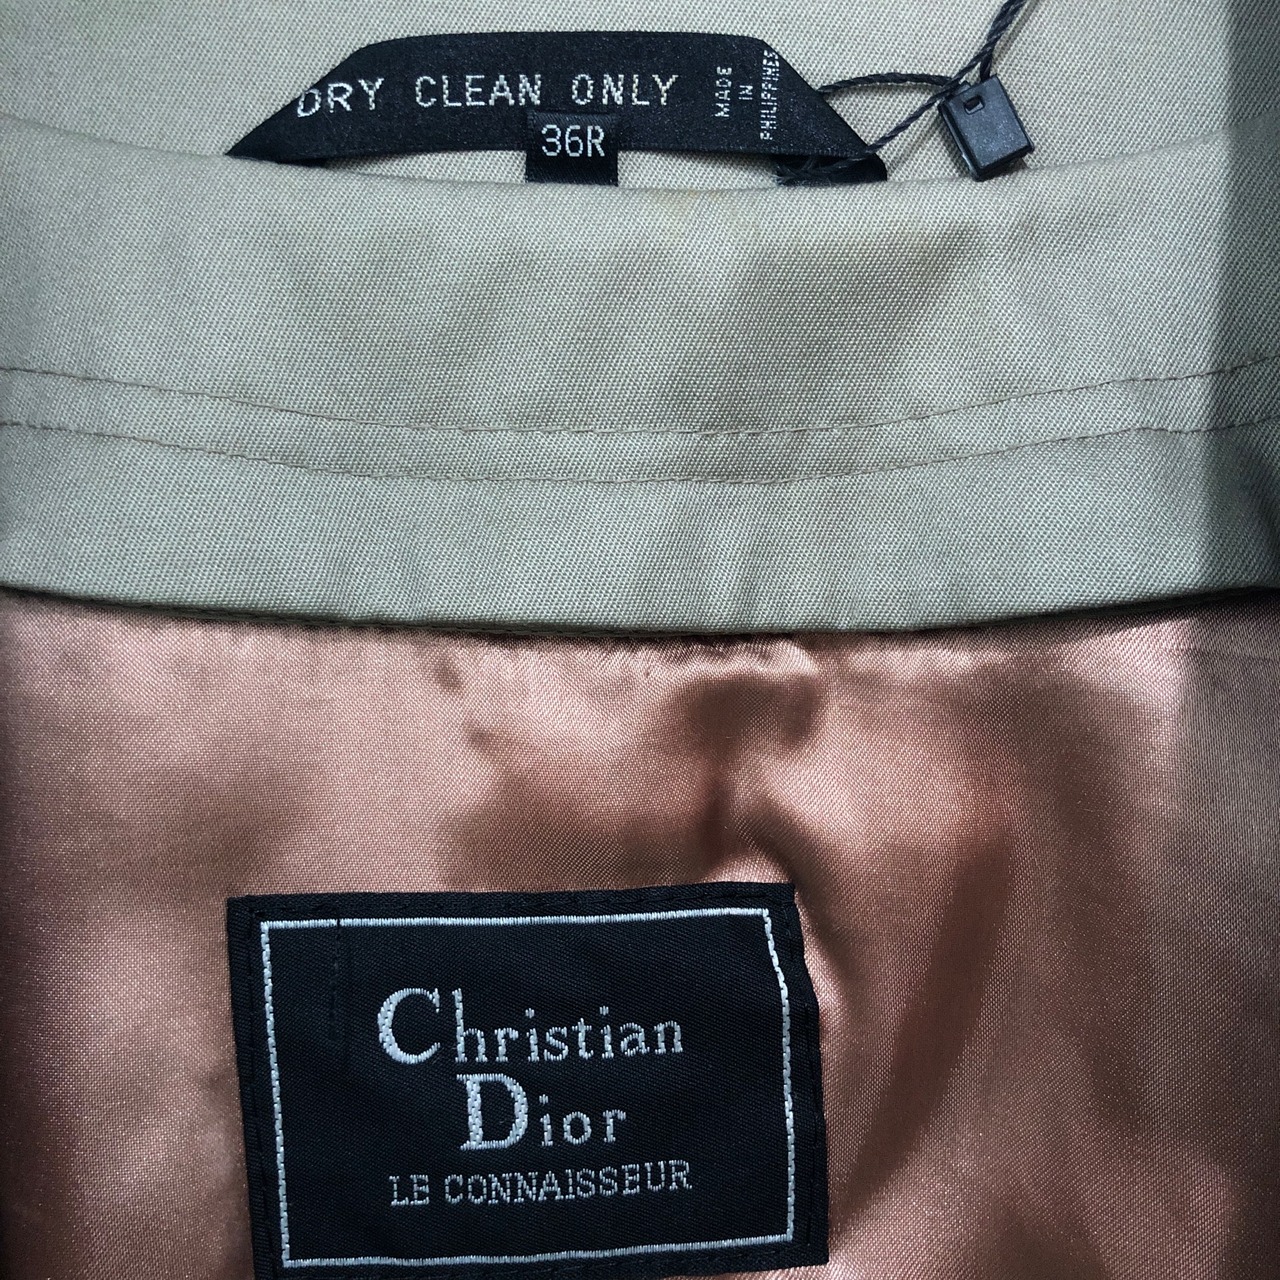 DRY CLEAN ONLY
MADE
IN
PHILIPPINES
36R
Christian
Dior
LE CONNAISSEUR